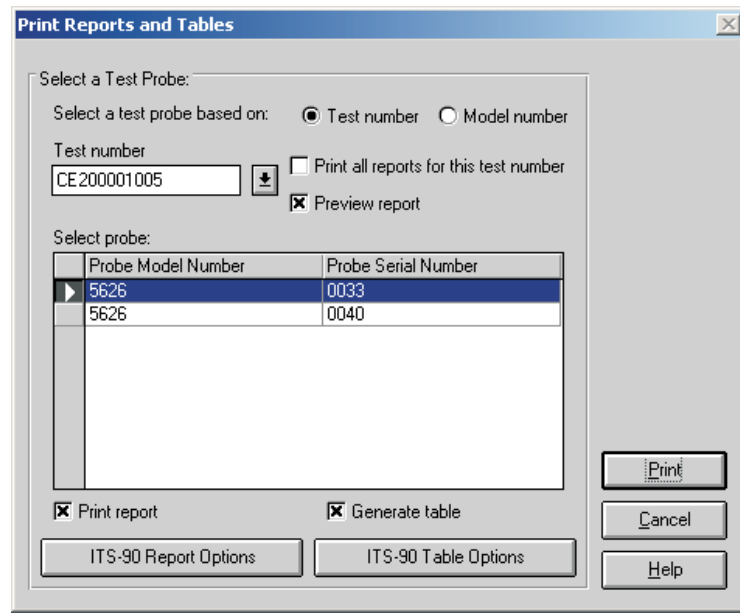 Print Reports and Tables
Select a Test Probe:
Select a test probe based on: Test number Model number
Test number
CE200001005
Print all reports for this test number
Preview report
Select probe:
Probe Model Number Probe Serial Number
5626 0033
5626 0040
Print report Generate table
ITS-90 Report Options ITS-90 Table Options
Print
Cancel
Help